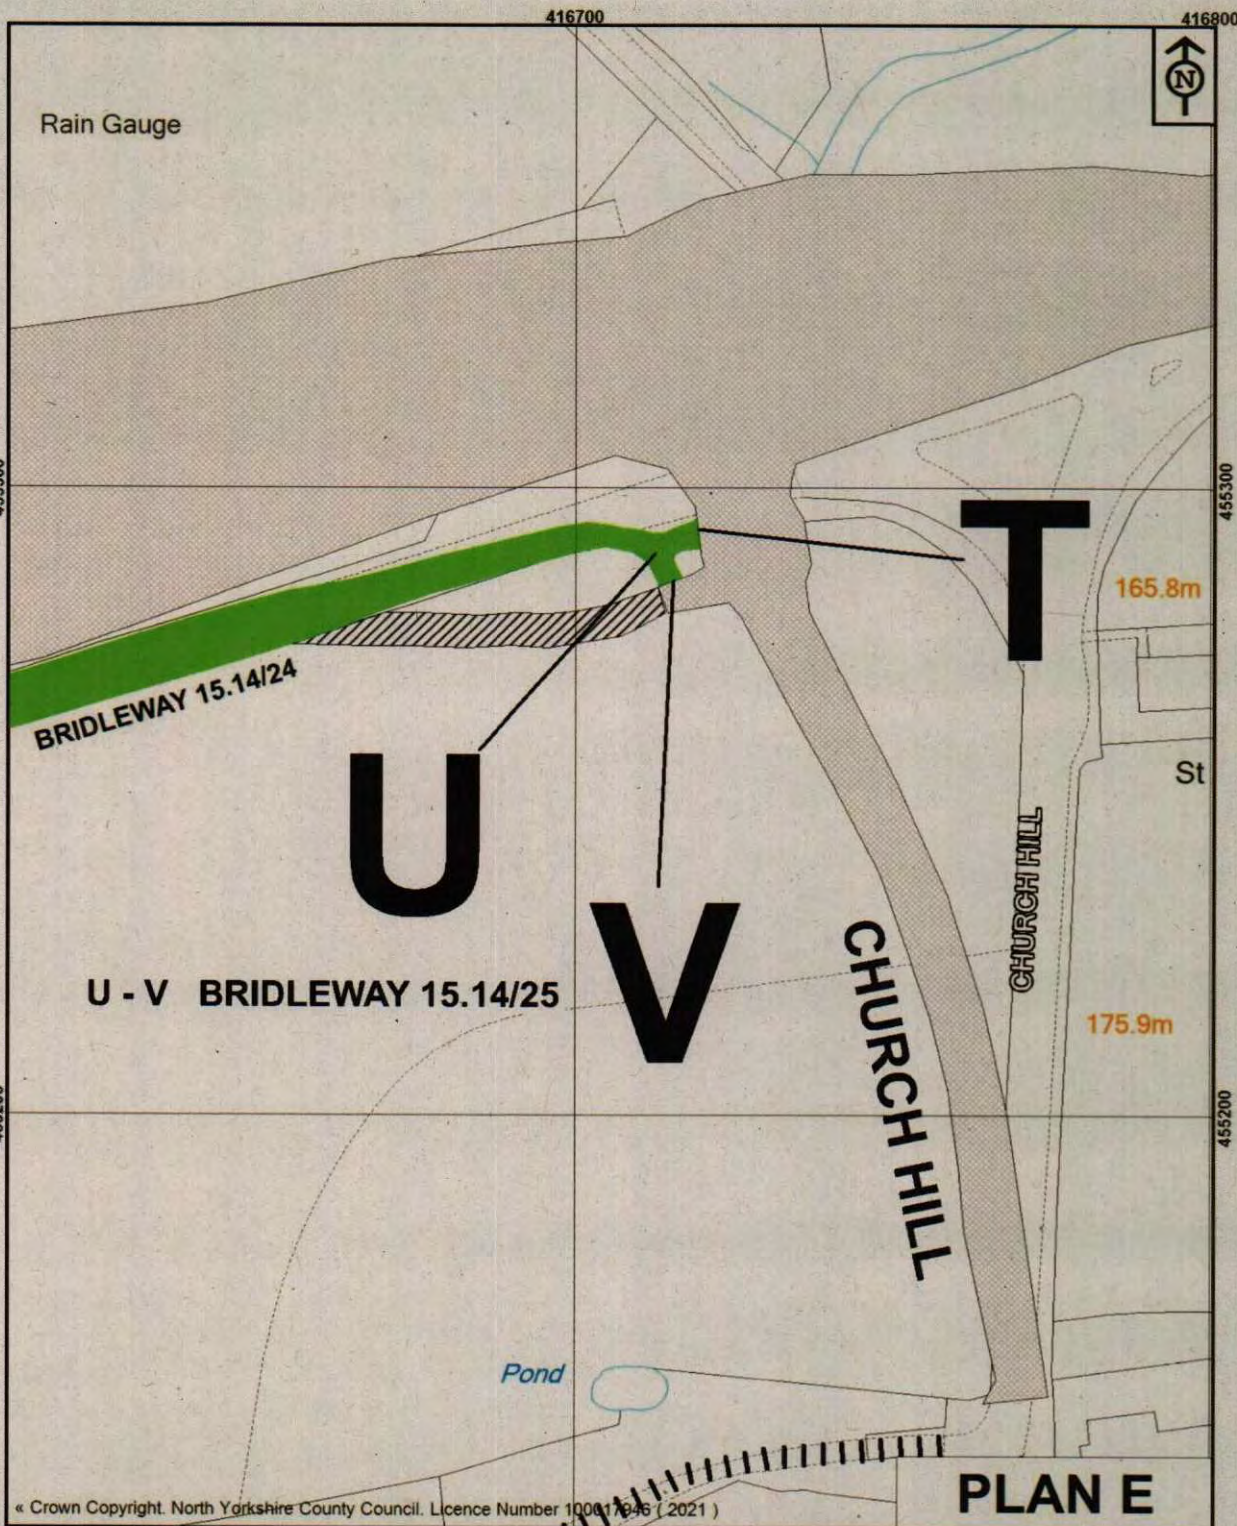 416700
416800
N
Rain Gauge
455300
T
165.8m
BRIDLEWAY 15.14/24
St
U
CHURCH HILL
V
CHURCH HILL
U - V BRIDLEWAY 15.14/25
175.9m
455200
Pond
PLAN E
« Crown Copyright. North Yorkshire County Council. Licence Number 100017946 ( 2021 )